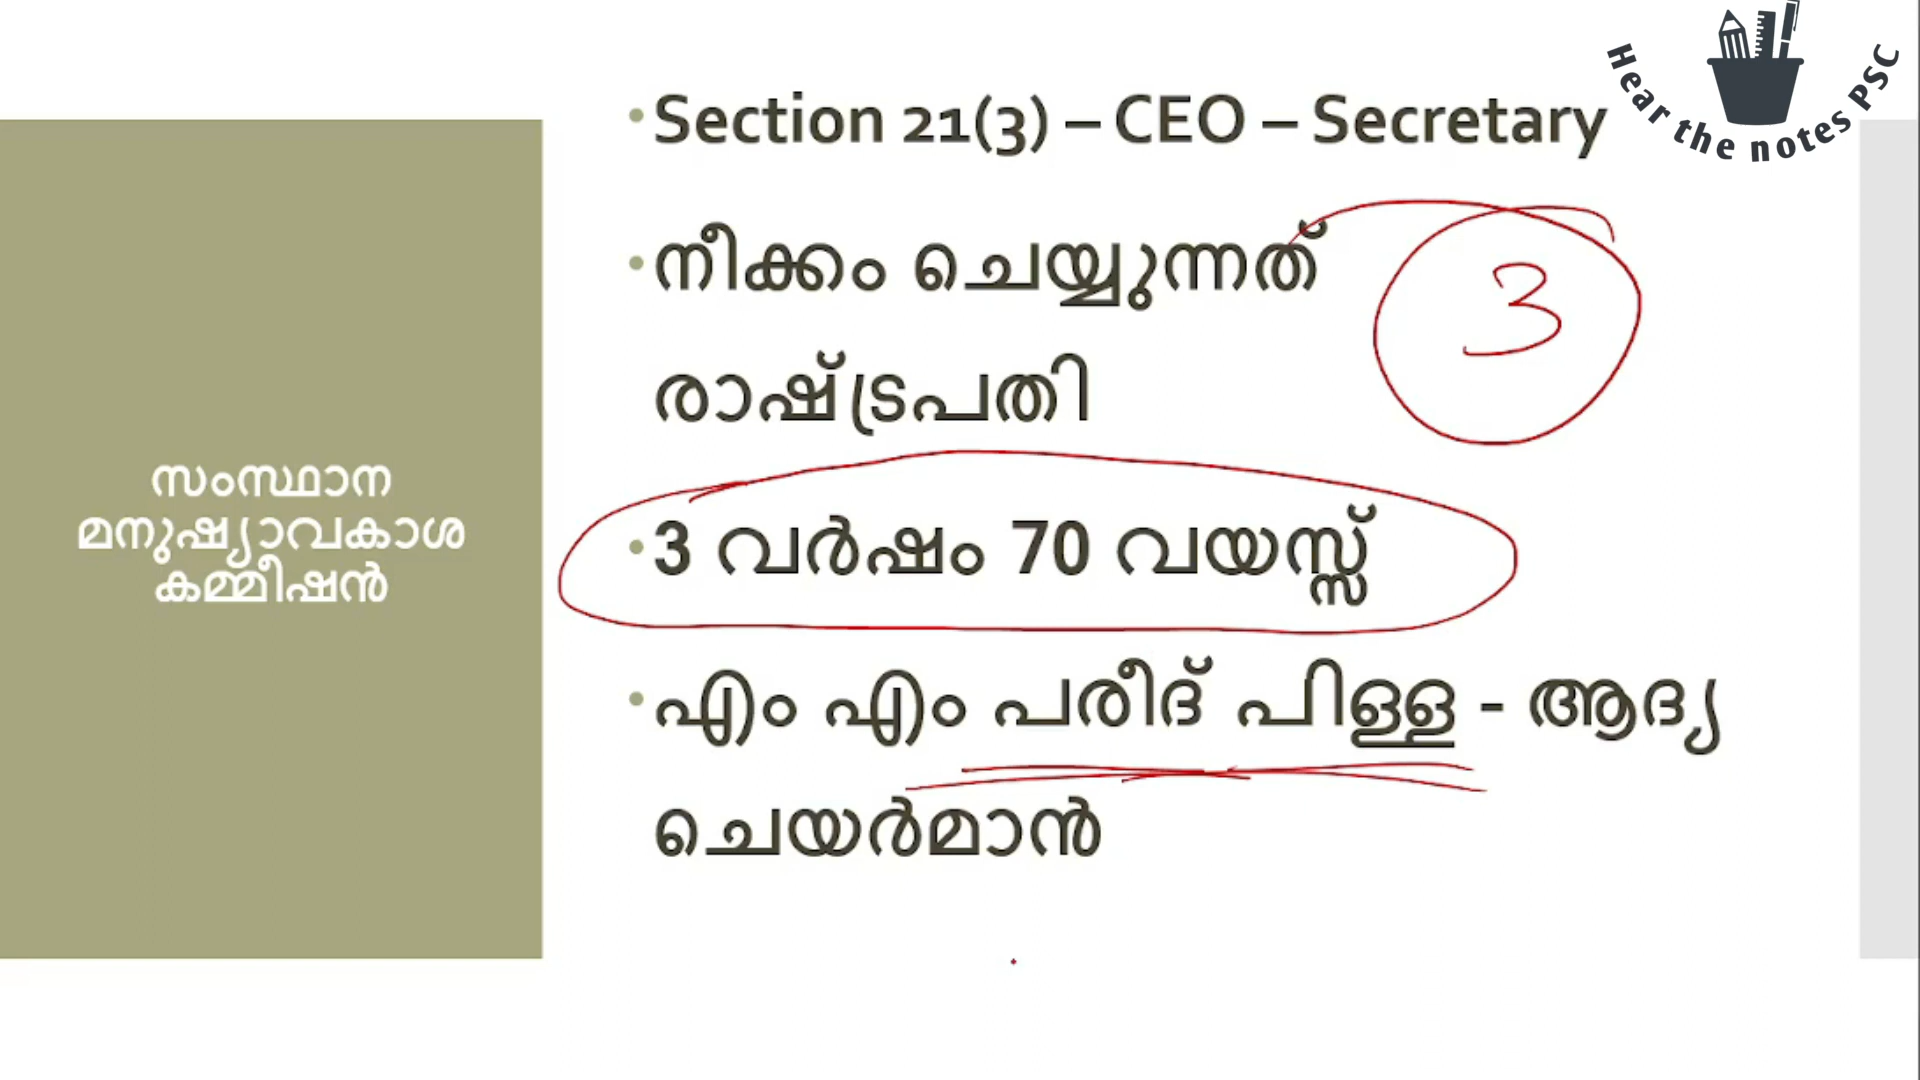 Hear the notes PSC
• Section 21(3) – CEO – Secretary
• നീക്കം ചെയ്യുന്നത്
രാഷ്ട്രപതി
3
• 3 വർഷം 70 വയസ്സ്
• എം എം പരീദ് പിള്ള - ആദ്യ
ചെയർമാൻ
സംസ്ഥാന
മനുഷ്യാവകാശ
കമ്മീഷൻ